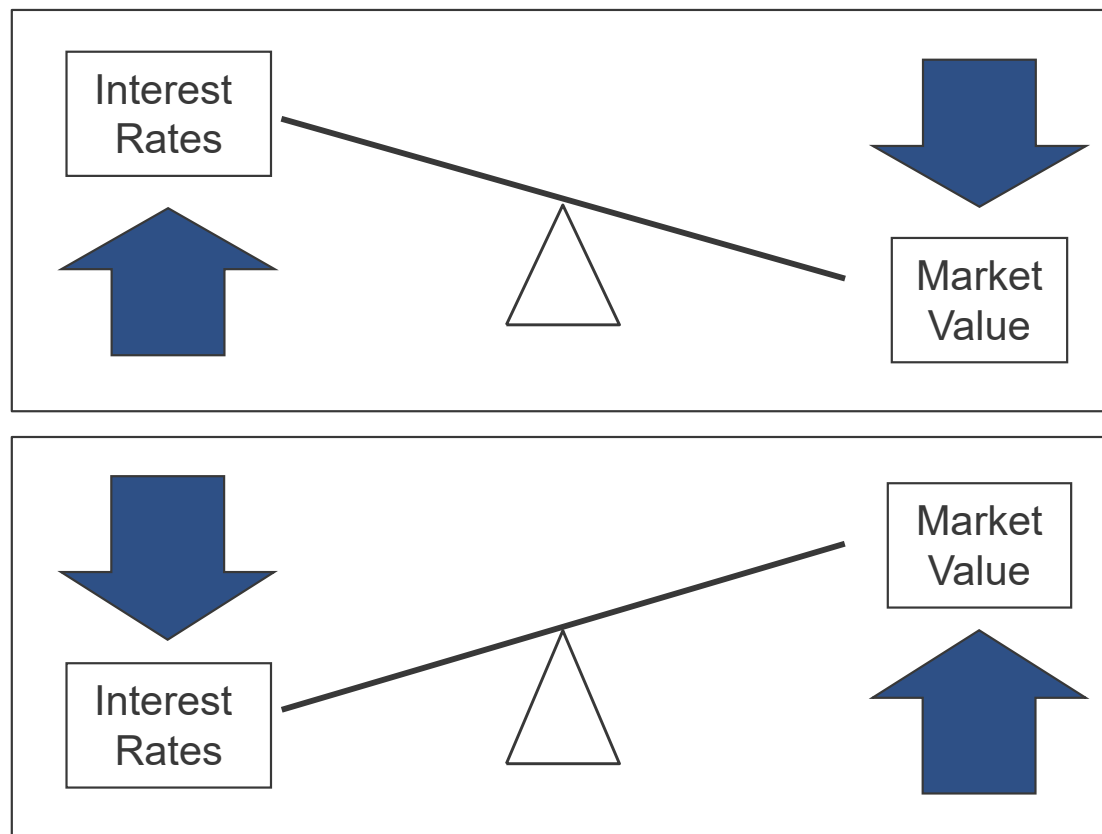 Interest
Rates
Market
Value
Market
Value
Interest
Rates